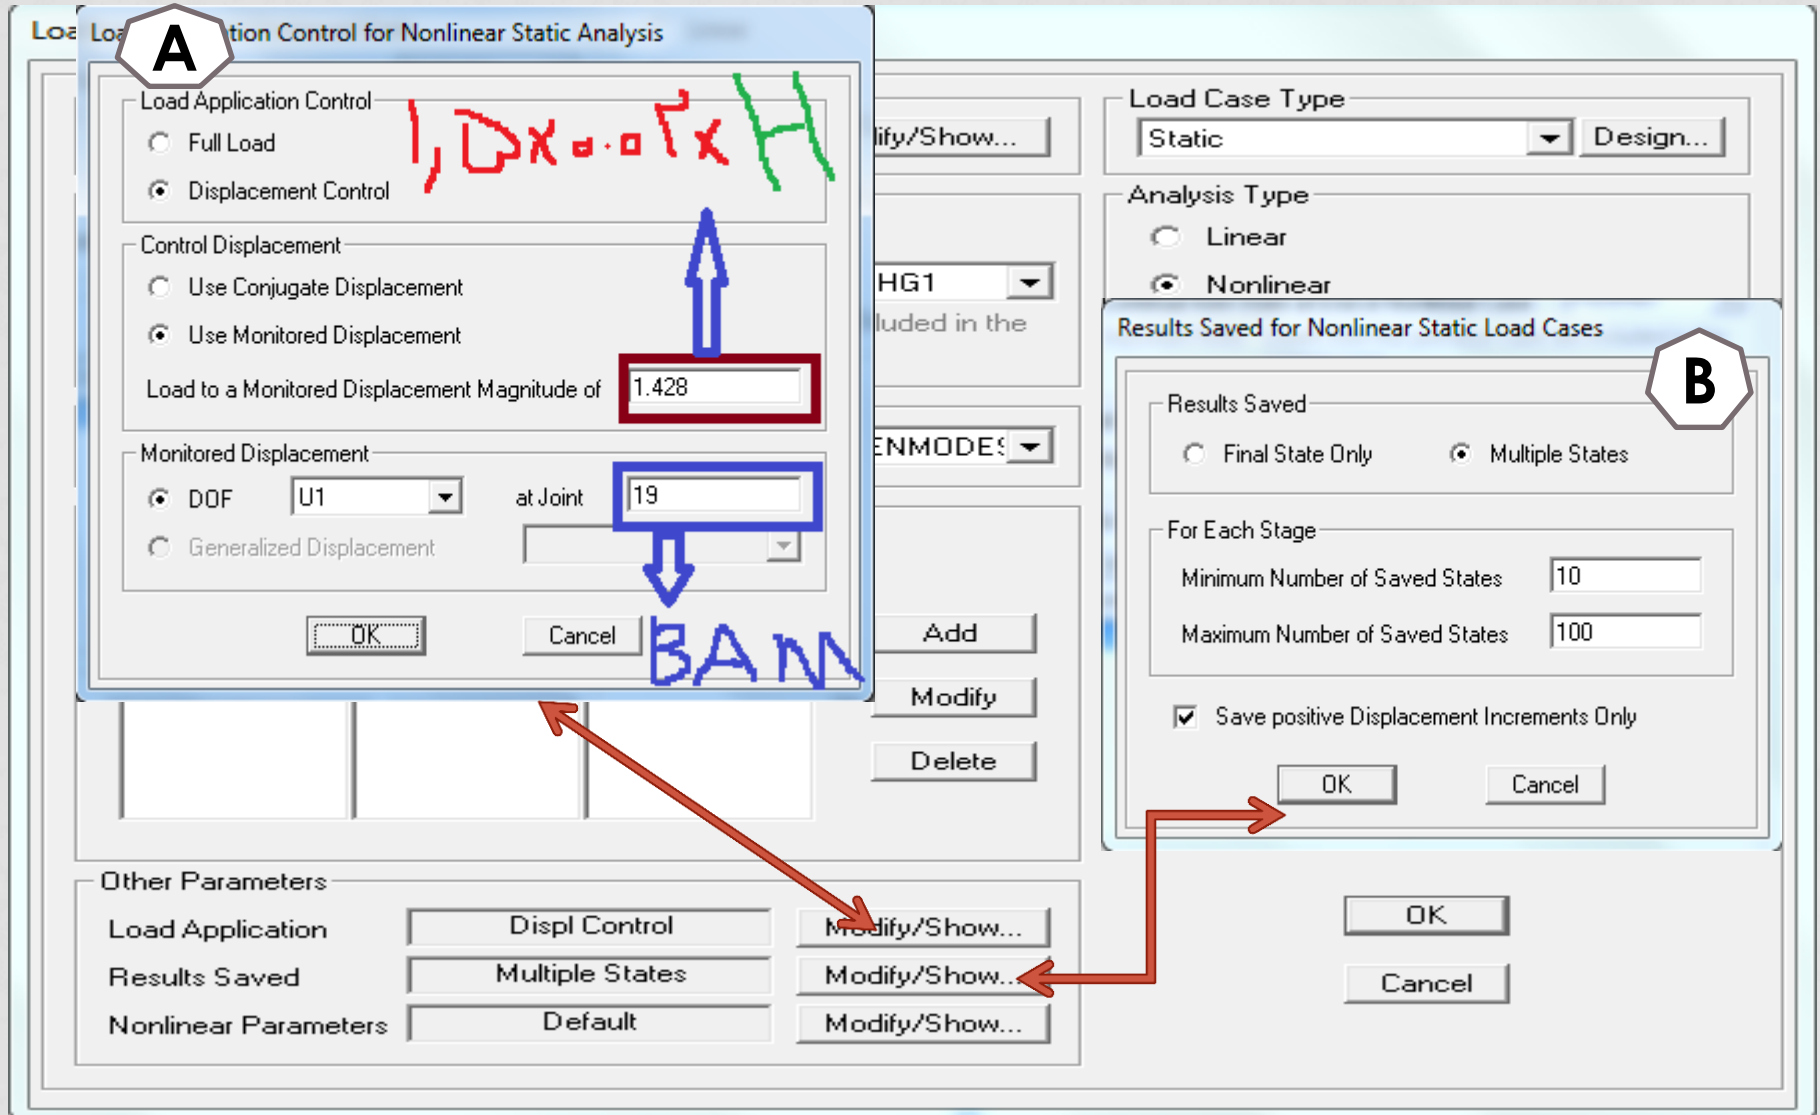 Loa
Loa
A
tion Control for Nonlinear Static Analysis
Load Application Control
Full Load
Displacement Control
H
Control Displacement
Use Conjugate Displacement
Use Monitored Displacement
Load to a Monitored Displacement Magnitude of 1.428
Monitored Displacement
DOF U1 at Joint 19
Generalized Displacement
OK Cancel
BAM
ify/Show...
HG1
luded in the
ENMODES
Add
Modify
Delete
Load Case Type
Static Design...
Analysis Type
Linear
Nonlinear
Results Saved for Nonlinear Static Load Cases
B
Results Saved
Final State Only Multiple States
For Each Stage
Minimum Number of Saved States 10
Maximum Number of Saved States 100
Save positive Displacement Increments Only
OK Cancel
Other Parameters
Load Application Displ Control Modify/Show...
Results Saved Multiple States Modify/Show...
Nonlinear Parameters Default Modify/Show...
OK
Cancel